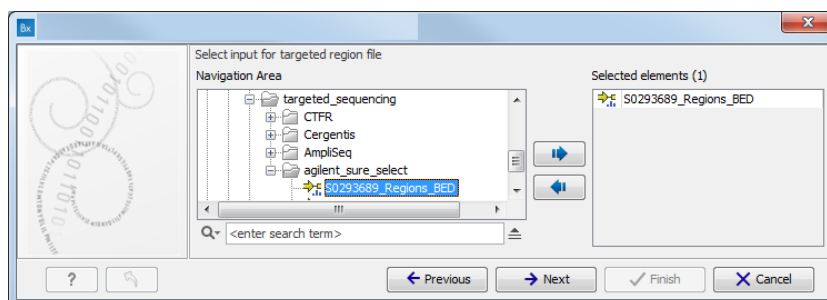 Bx
Select input for targeted region file
Navigation Area
targeted_sequencing
CTFR
Cergentis
AmpliSeq
agilent_sure_select
S0293689_Regions_BED
<enter search term>
Selected elements (1)
S0293689_Regions_BED
?
Previous
Next
Finish
Cancel